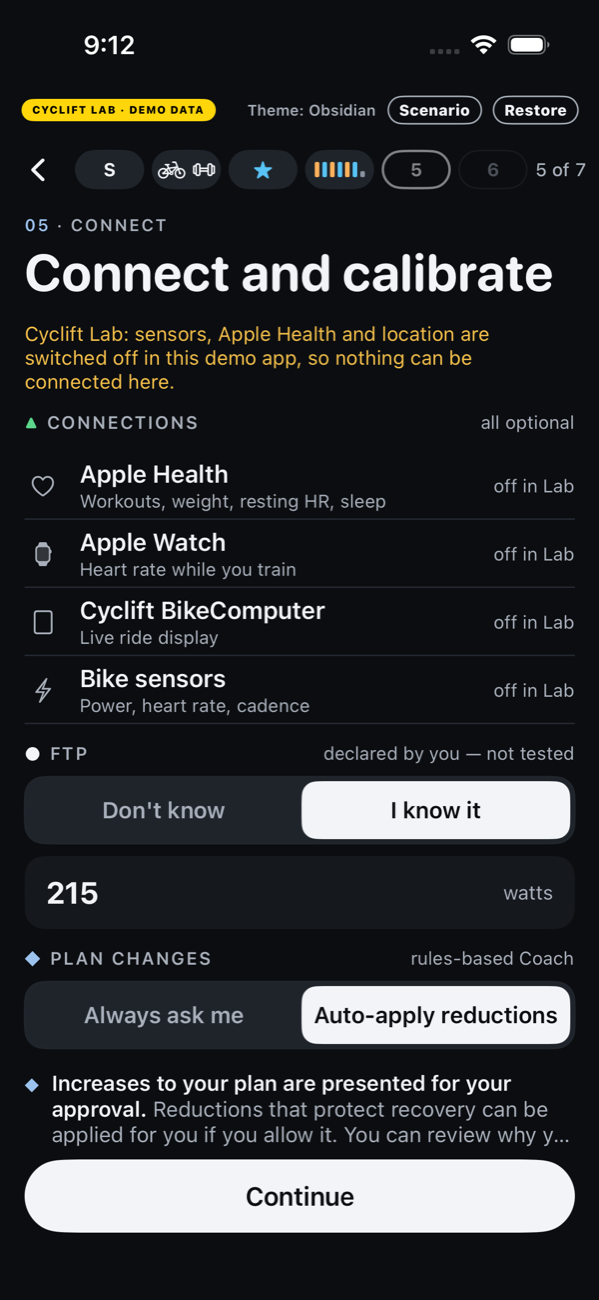 9:12
CYCLIFT LAB · DEMO DATA
Theme: Obsidian
Scenario
Restore
S
5
6
5 of 7
05 · CONNECT
Connect and calibrate
Cyclift Lab: sensors, Apple Health and location are
switched off in this demo app, so nothing can be
connected here.
CONNECTIONS
all optional
Apple Health
Workouts, weight, resting HR, sleep
off in Lab
Apple Watch
Heart rate while you train
off in Lab
Cyclift BikeComputer
Live ride display
off in Lab
Bike sensors
Power, heart rate, cadence
off in Lab
FTP
declared by you — not tested
Don't know
I know it
215
watts
PLAN CHANGES
rules-based Coach
Always ask me
Auto-apply reductions
Increases to your plan are presented for your
approval. Reductions that protect recovery can be
applied for you if you allow it. You can review why y...
Continue